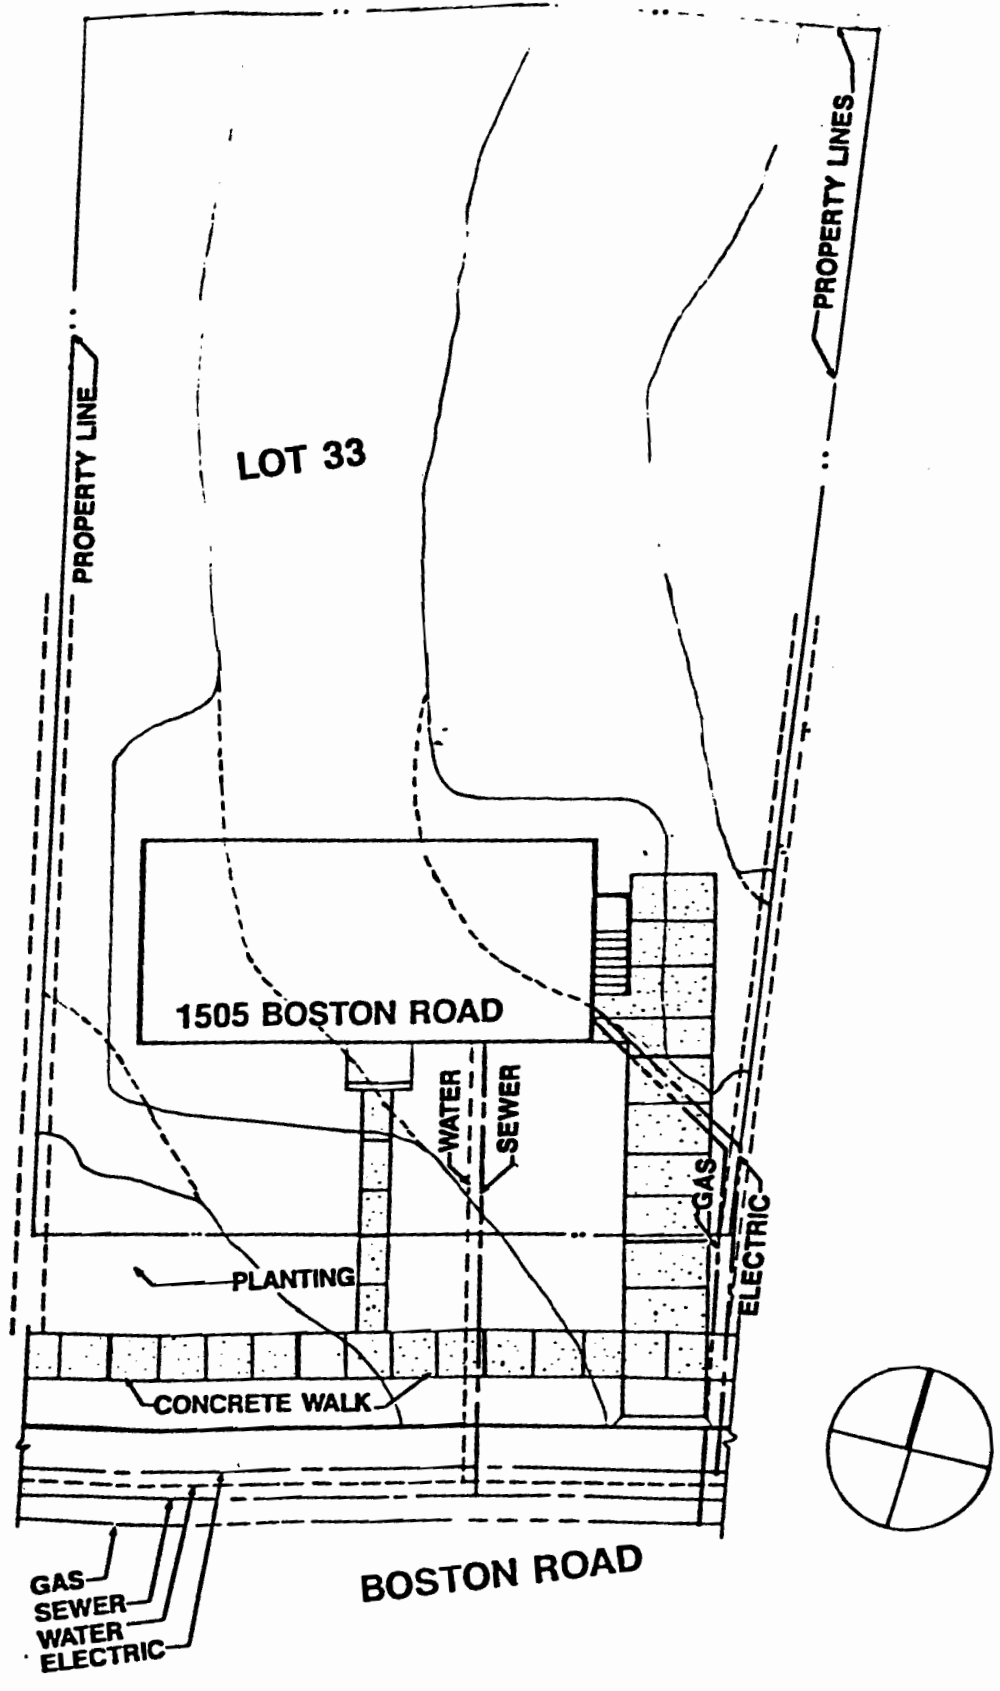 PROPERTY LINES
PROPERTY LINE
LOT 33
1505 BOSTON ROAD
WATER
SEWER
GAS
ELECTRIC
PLANTING
CONCRETE WALK
GAS
SEWER
WATER
ELECTRIC
BOSTON ROAD